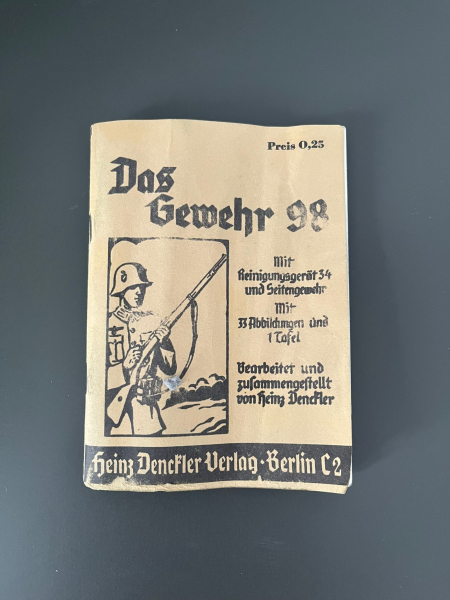 Preis 0,25
Das
Gewehr 98
Mit
Reinigungsgerät 34
und Seitengewehr
Mit
33 Abbildungen und
1 Tafel
Bearbeitet und
zusammengestellt
von Heinz Denckler
Heinz Denckler Verlag · Berlin C2